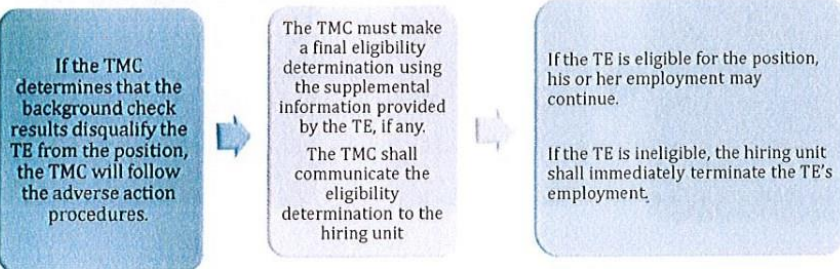 If the TMC
determines that the
background check
results disqualify the
TE from the position,
the TMC will follow
the adverse action
procedures.
The TMC must make
a final eligibility
determination using
the supplemental
information provided
by the TE, if any.
The TMC shall
communicate the
eligibility
determination to the
hiring unit
If the TE is eligible for the position,
his or her employment may
continue.
If the TE is ineligible, the hiring unit
shall immediately terminate the TE's
employment.